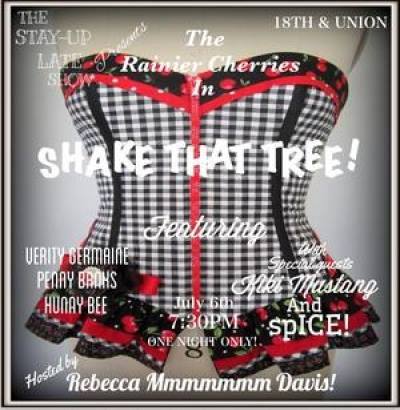 THE
STAY-UP
LATE
SHOW
Presents
18TH & UNION
The
Rainier Cherries
In
SHAKE THAT TREE!
Featuring
VERITY GERMAINE
PENNY BANKS
HUNNY BEE
With
Special guests
Kiki Mustang
And
spICE!
July 6th
7:30PM
ONE NIGHT ONLY!
Hosted by
Rebecca Mmmmmmm Davis!